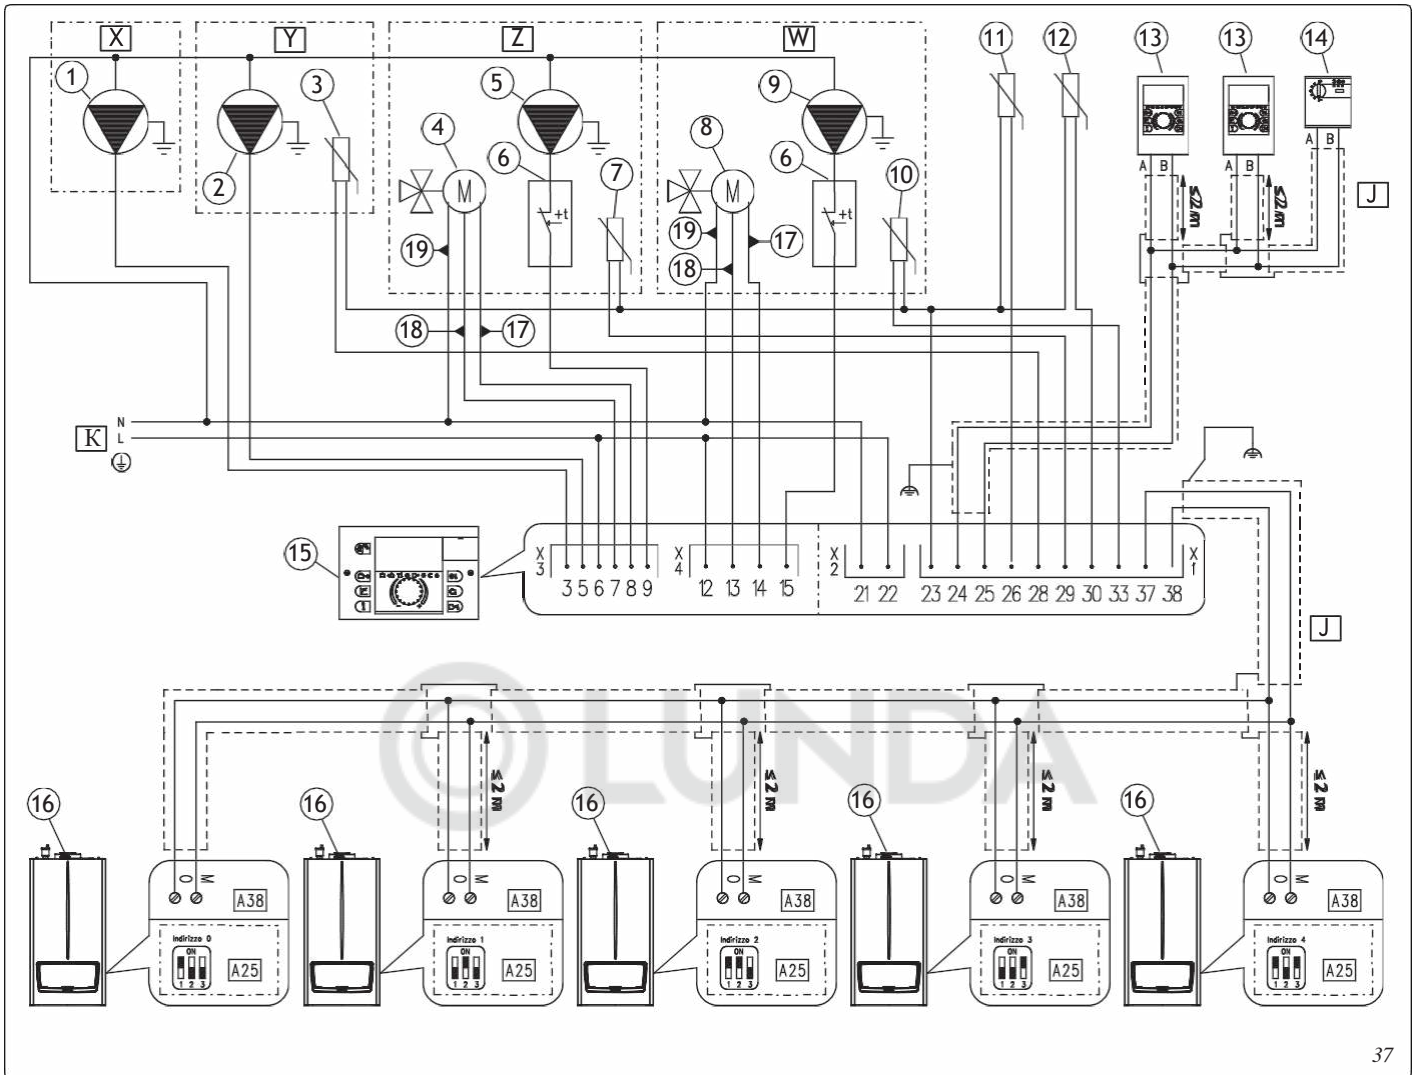 X Y Z W
1 2 3 4 5 6 7 8 6 9 10 11 12 13 13 14
M M
+t +t
A B A B A B
≤2 m ≤2 m
J
19 18 17 19 18 17
K
N
L
15
X3 3 5 6 7 8 9
X4 12 13 14 15
X2 21 22
23 24 25 26 28 29 30 33 37 38 X1
J
LUNDA
≤ 2 m ≤ 2 m ≤ 2 m ≤ 2 m
16 16 16 16 16
O M O M O M O M O M
A38 A38 A38 A38 A38
Indirizzo 0 Indirizzo 1 Indirizzo 2 Indirizzo 3 Indirizzo 4
ON ON ON ON ON
1 2 3 1 2 3 1 2 3 1 2 3 1 2 3
A25 A25 A25 A25 A25
37